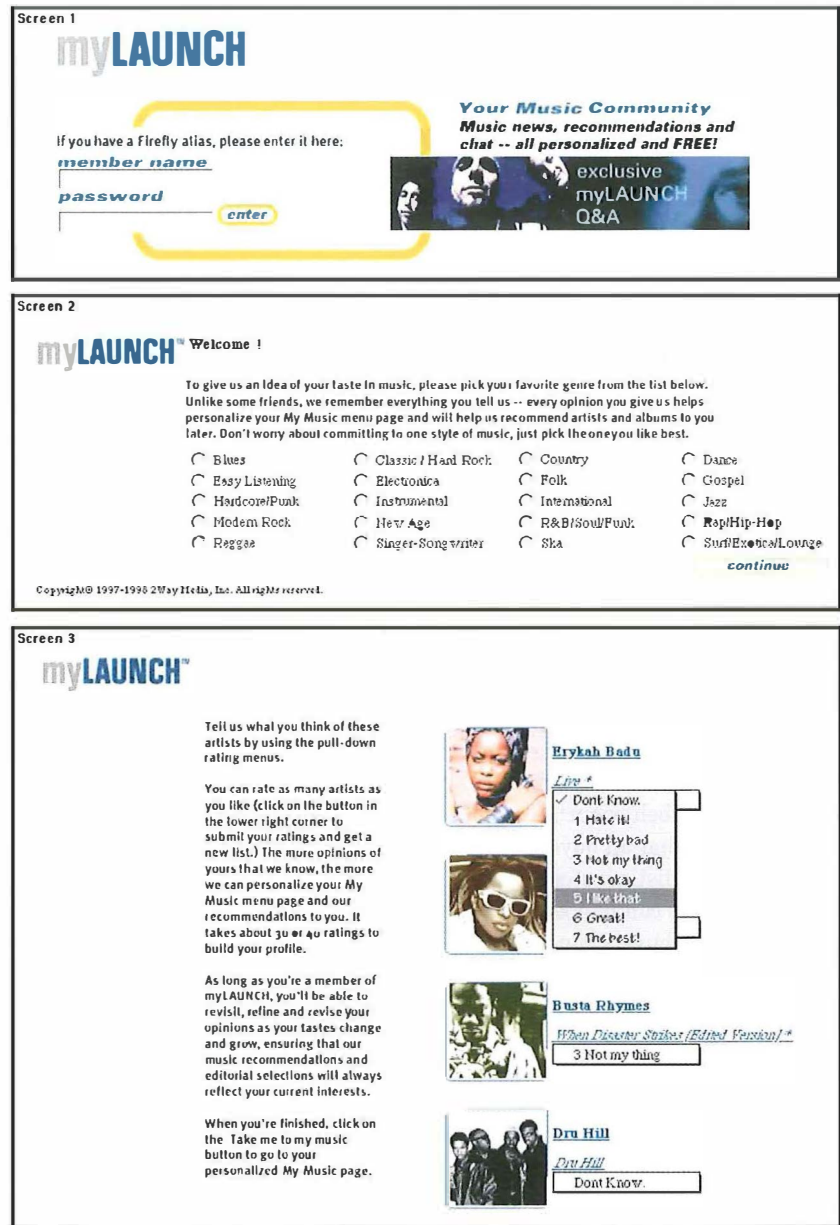 Screen 1
myLAUNCH
Your Music Community
Music news, recommendations and
chat -- all personalized and FREE!
If you have a Firefly alias, please enter it here:
member name
password
enter
exclusive
myLAUNCH
Q&A
Screen 2
myLAUNCH™ Welcome !
To give us an idea of your taste in music, please pick your favorite genre from the list below.
Unlike some friends, we remember everything you tell us -- every opinion you give us helps
personalize your My Music menu page and will help us recommend artists and albums to you
later. Don't worry about committing to one style of music, just pick the one you like best.
Blues Classic / Hard Rock Country Dance
Easy Listening Electronica Folk Gospel
Hardcore/Punk Instrumental International Jazz
Modern Rock New Age R&B/Soul/Funk Rap/Hip-Hop
Reggae Singer-Songwriter Ska Surf/Exotica/Lounge
continue
Copyright© 1997-1998 2Way Media, Inc. All rights reserved.
Screen 3
myLAUNCH™
Tell us what you think of these
artists by using the pull-down
rating menus.
You can rate as many artists as
you like (click on the button in
the lower right corner to
submit your ratings and get a
new list.) The more opinions of
yours that we know, the more
we can personalize your My
Music menu page and our
recommendations to you. It
takes about 30 or 40 ratings to
build your profile.
As long as you're a member of
myLAUNCH, you'll be able to
revisit, refine and revise your
opinions as your tastes change
and grow, ensuring that our
music recommendations and
editorial selections will always
reflect your current interests.
When you're finished, click on
the Take me to my music
button to go to your
personalized My Music page.
Erykah Badu
Live *
✓ Dont Know.
1 Hate it!
2 Pretty bad
3 Not my thing
4 It's okay
5 I like that
6 Great!
7 The best!
Busta Rhymes
When Disaster Strikes [Edited Version] *
3 Not my thing
Dru Hill
Dru Hill
Dont Know.